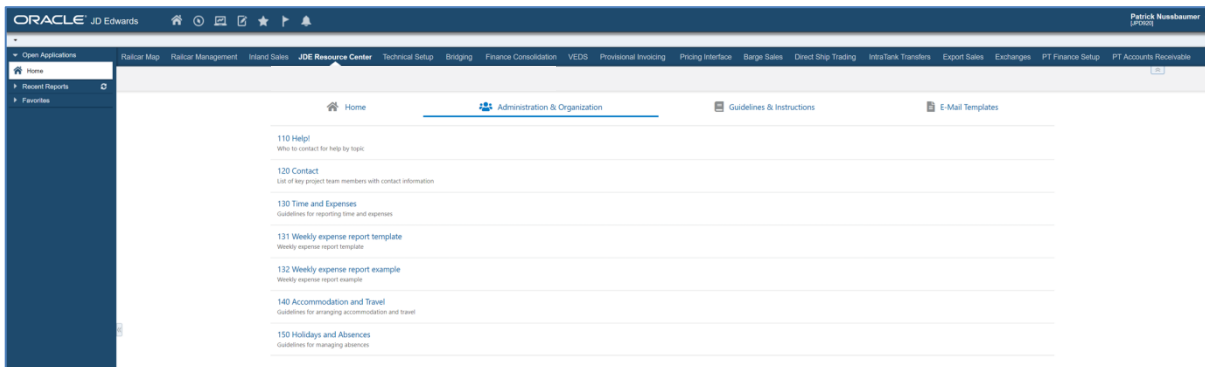 ORACLE JD Edwards
Patrick Nussbaumer
[JPD920]
Open Applications
Home
Recent Reports
Favorites
Railcar Map Railcar Management Inland Sales JDE Resource Center Technical Setup Bridging Finance Consolidation VEDS Provisional Invoicing Pricing Interface Barge Sales Direct Ship Trading IntraTank Transfers Export Sales Exchanges PT Finance Setup PT Accounts Receivable
Home Administration & Organization Guidelines & Instructions E-Mail Templates
110 Help!
Who to contact for help by topic
120 Contact
List of key project team members with contact information
130 Time and Expenses
Guidelines for reporting time and expenses
131 Weekly expense report template
Weekly expense report template
132 Weekly expense report example
Weekly expense report example
140 Accommodation and Travel
Guidelines for arranging accommodation and travel
150 Holidays and Absences
Guidelines for managing absences